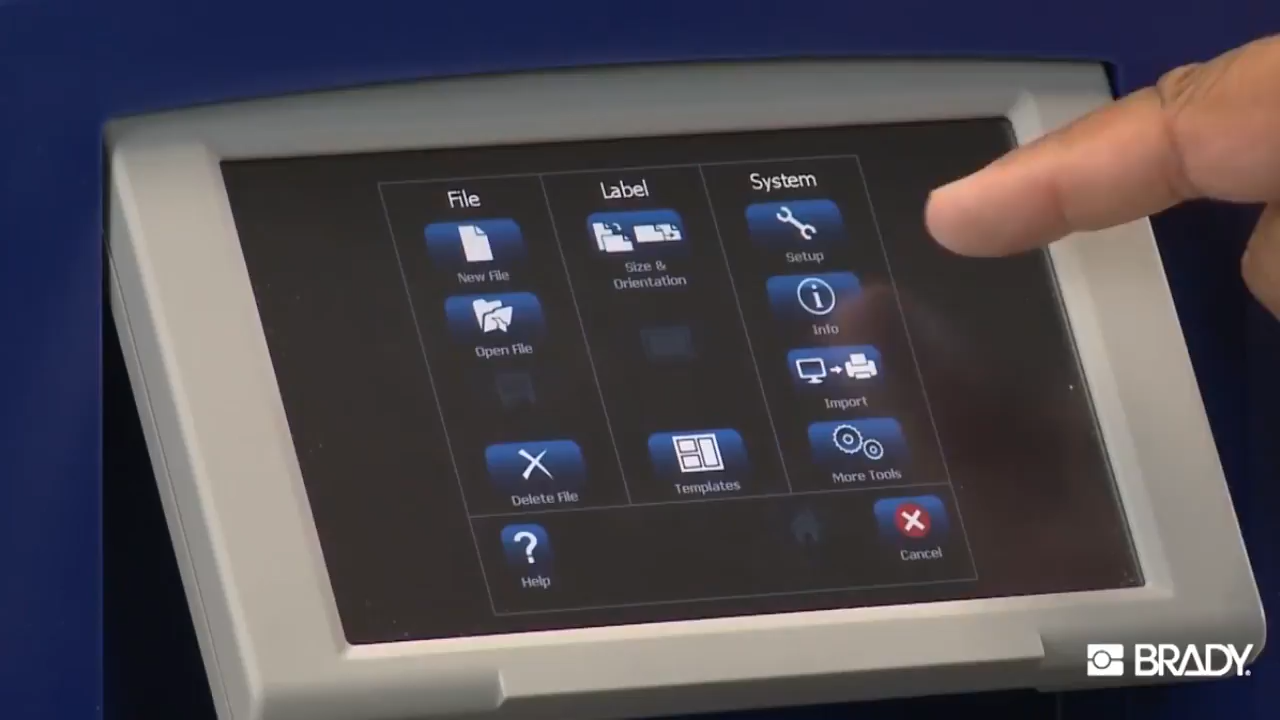 File
New File
Open File
Delete File
Label
Size &
Orientation
Templates
System
Setup
Info
Import
More Tools
Help
Cancel
BRADY.